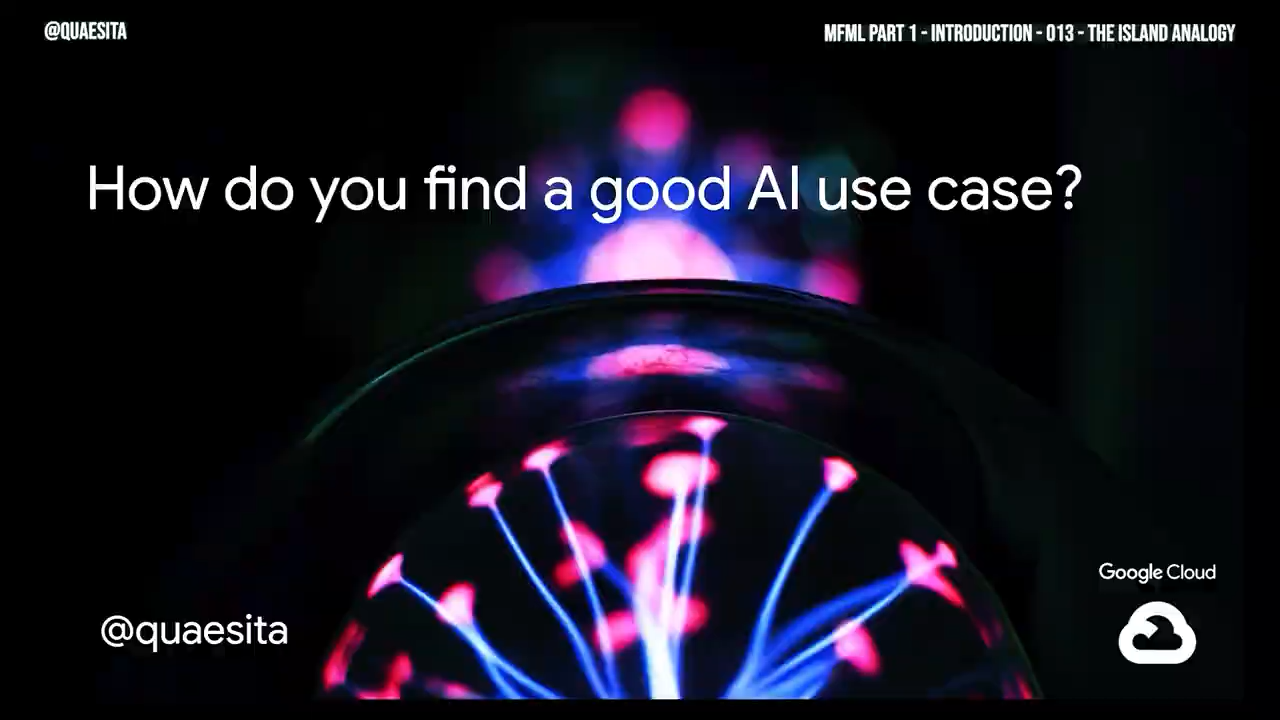 @QUAESITA
MFML PART 1 - INTRODUCTION - 013 - THE ISLAND ANALOGY
How do you find a good AI use case?
Google Cloud
@quaesita